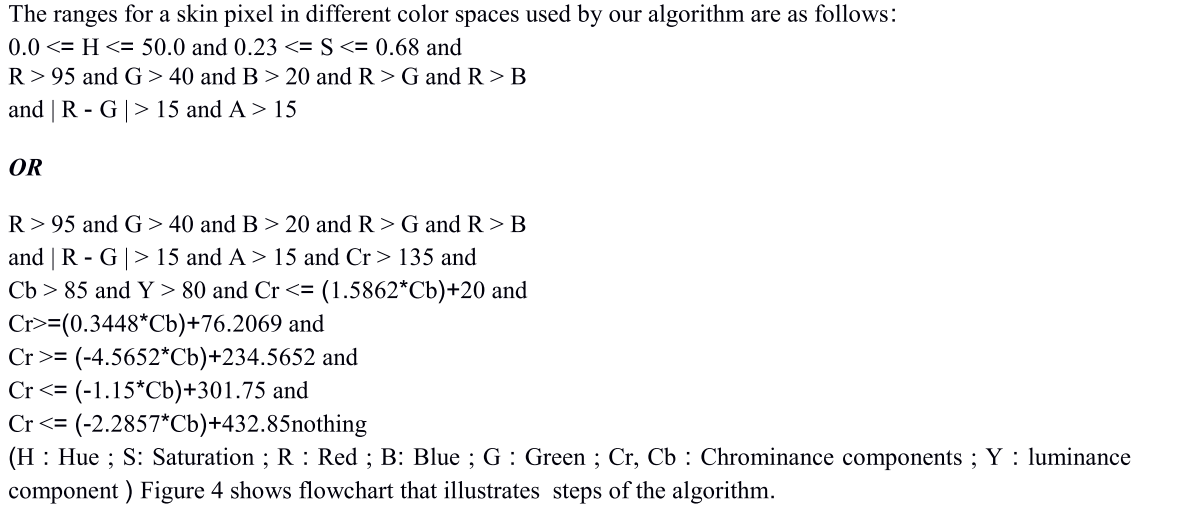 The ranges for a skin pixel in different color spaces used by our algorithm are as follows:
0.0 <= H <= 50.0 and 0.23 <= S <= 0.68 and
R > 95 and G > 40 and B > 20 and R > G and R > B
and | R - G | > 15 and A > 15
OR
R > 95 and G > 40 and B > 20 and R > G and R > B
and | R - G | > 15 and A > 15 and Cr > 135 and
Cb > 85 and Y > 80 and Cr <= (1.5862*Cb)+20 and
Cr>=(0.3448*Cb)+76.2069 and
Cr >= (-4.5652*Cb)+234.5652 and
Cr <= (-1.15*Cb)+301.75 and
Cr <= (-2.2857*Cb)+432.85nothing
(H : Hue ; S: Saturation ; R : Red ; B: Blue ; G : Green ; Cr, Cb : Chrominance components ; Y : luminance
component ) Figure 4 shows flowchart that illustrates steps of the algorithm.